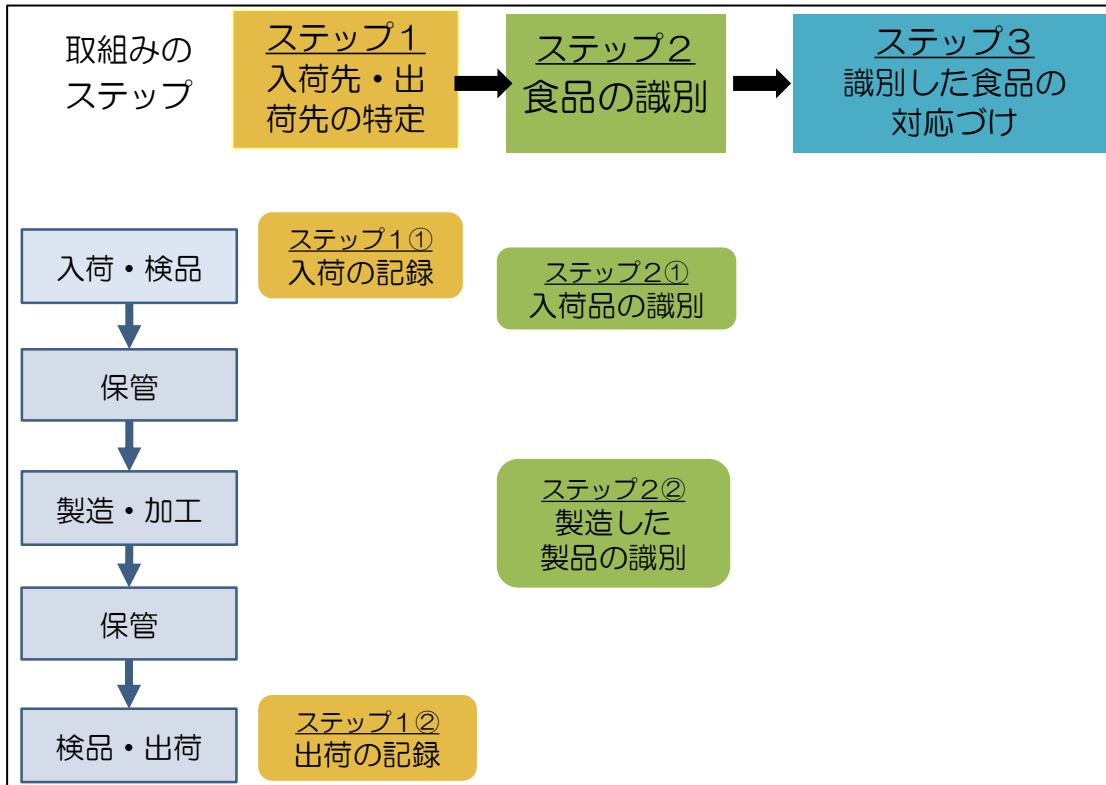 取組みの
ステップ
ステップ１
入荷先・出
荷先の特定
ステップ２
食品の識別
ステップ３
識別した食品の
対応づけ
入荷・検品
ステップ１①
入荷の記録
ステップ２①
入荷品の識別
保管
製造・加工
ステップ２②
製造した
製品の識別
保管
検品・出荷
ステップ１②
出荷の記録